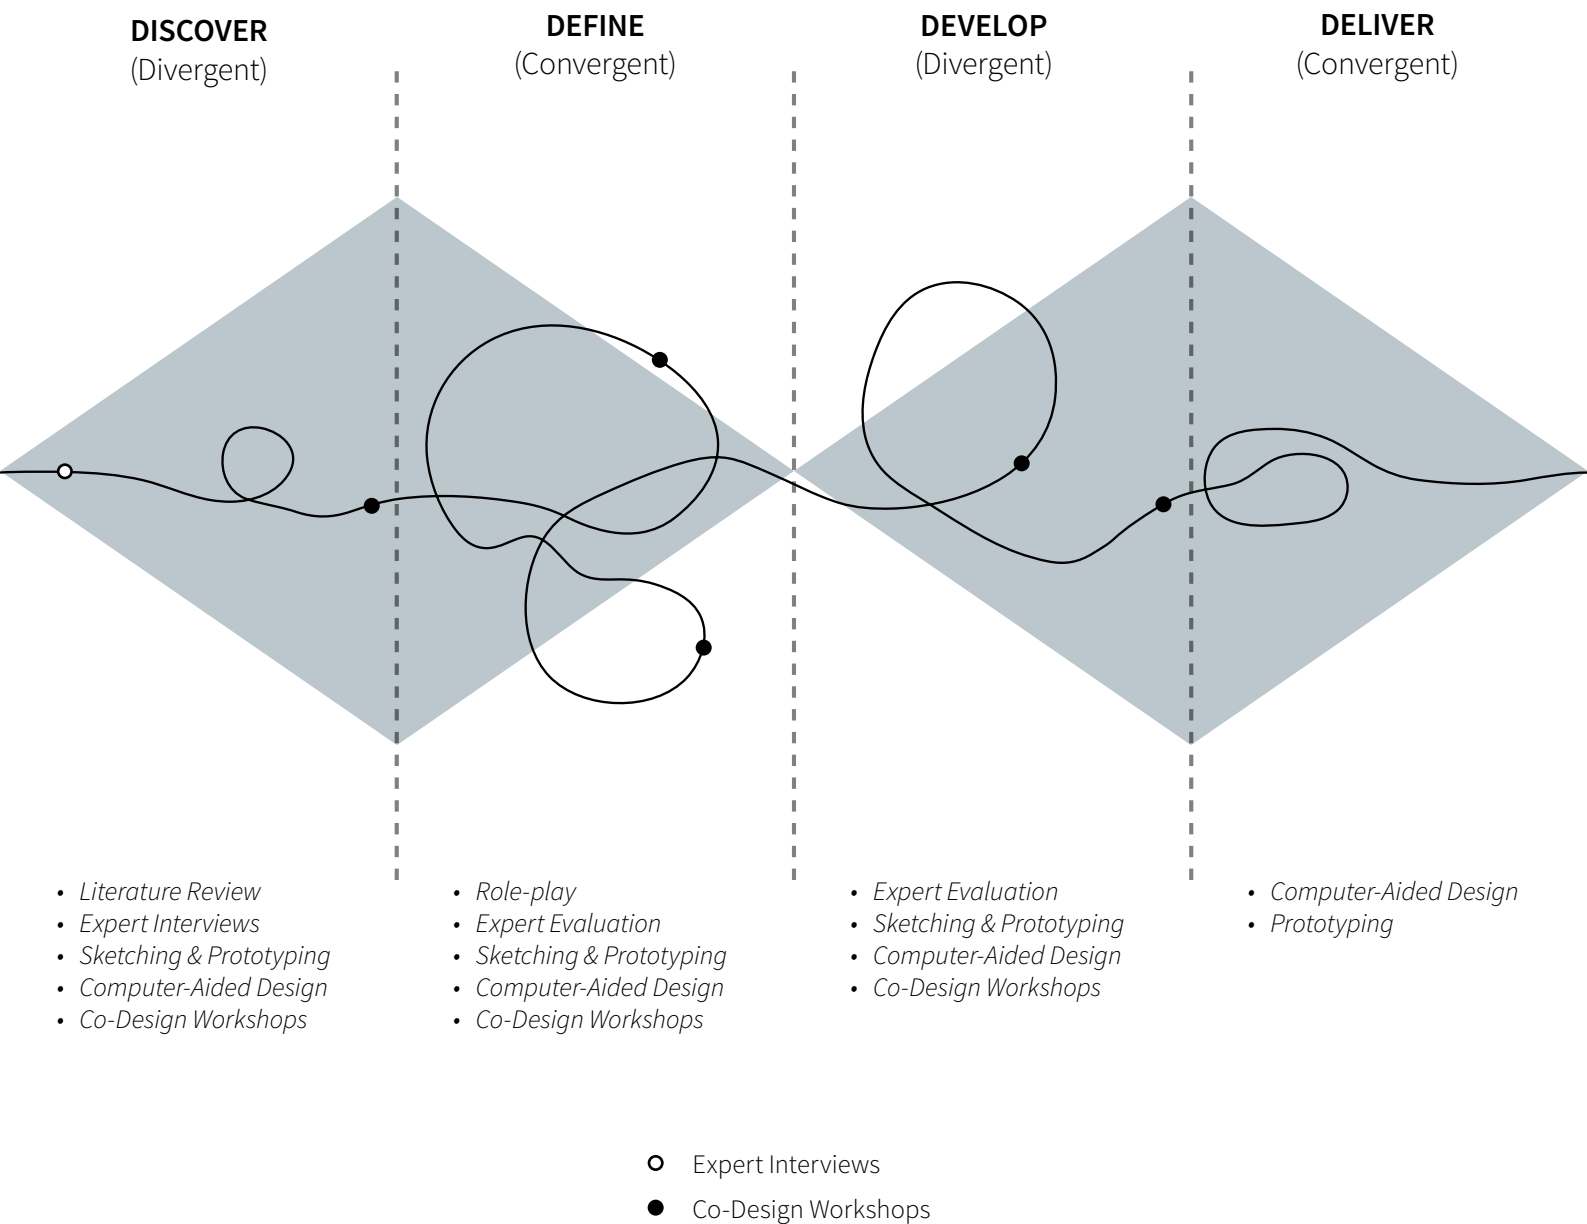 DISCOVER
(Divergent)
DEFINE
(Convergent)
DEVELOP
(Divergent)
DELIVER
(Convergent)
• Literature Review
• Expert Interviews
• Sketching & Prototyping
• Computer-Aided Design
• Co-Design Workshops
• Role-play
• Expert Evaluation
• Sketching & Prototyping
• Computer-Aided Design
• Co-Design Workshops
• Expert Evaluation
• Sketching & Prototyping
• Computer-Aided Design
• Co-Design Workshops
• Computer-Aided Design
• Prototyping
Expert Interviews
Co-Design Workshops